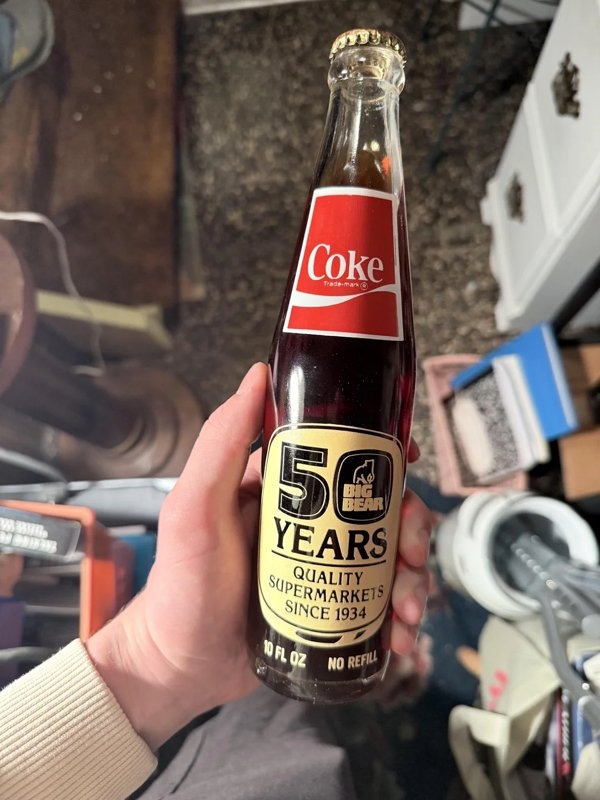 Coke
Trade-mark ®
50
BIG
BEAR
YEARS
QUALITY
SUPERMARKETS
SINCE 1934
10 FL OZ NO REFILL